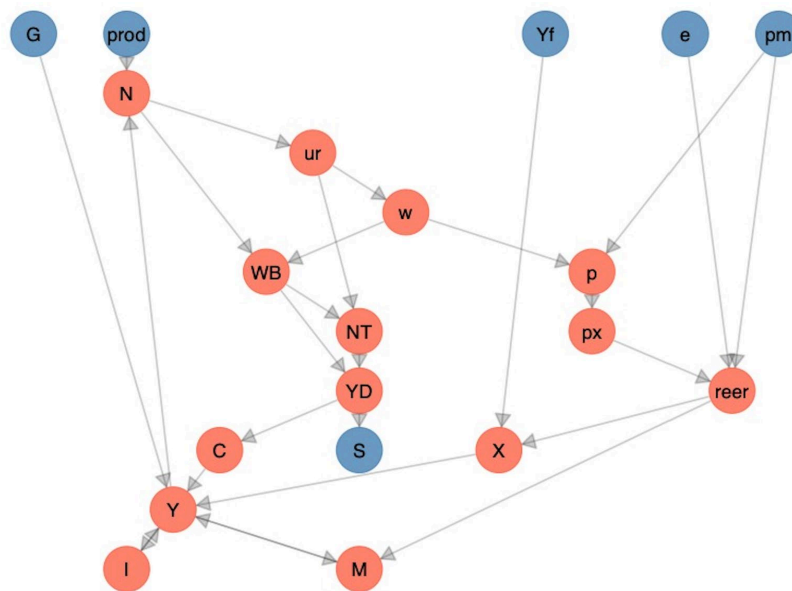 G prod Yf e pm
N
ur
w
WB p
NT px
YD reer
C S X
Y
I M